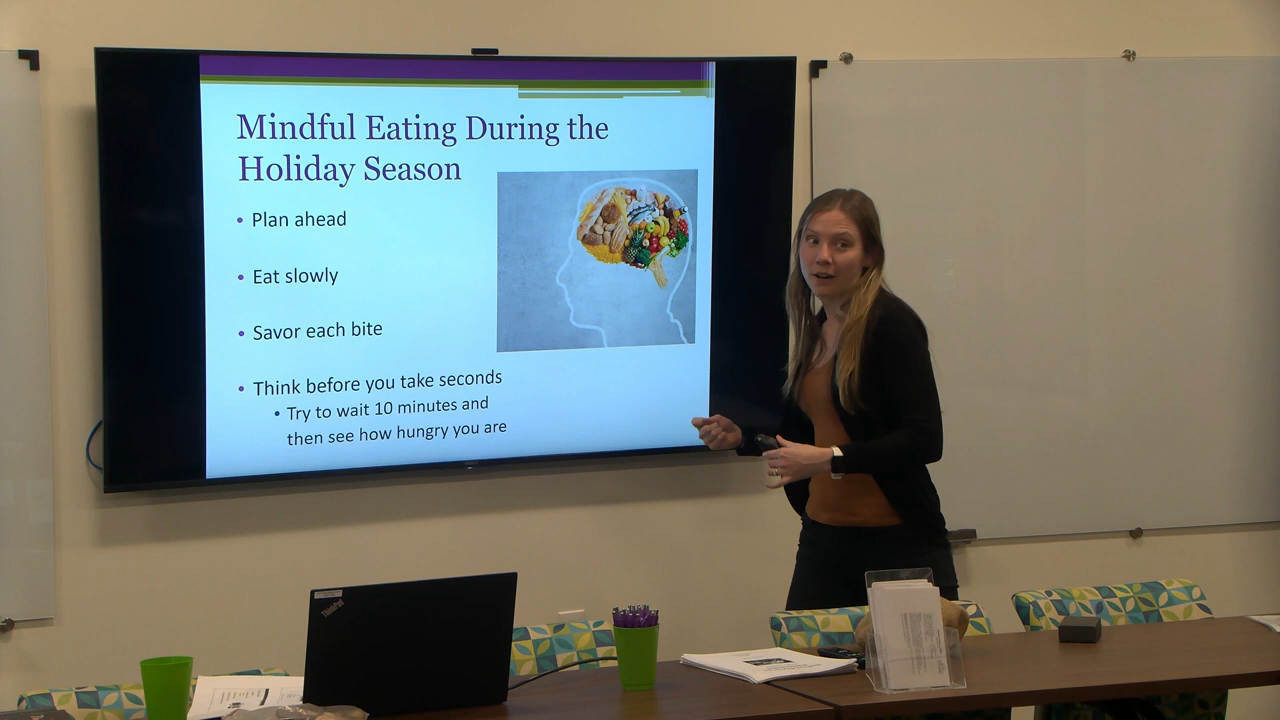 Mindful Eating During the
Holiday Season
• Plan ahead
• Eat slowly
• Savor each bite
• Think before you take seconds
• Try to wait 10 minutes and
then see how hungry you are
ThinkPad